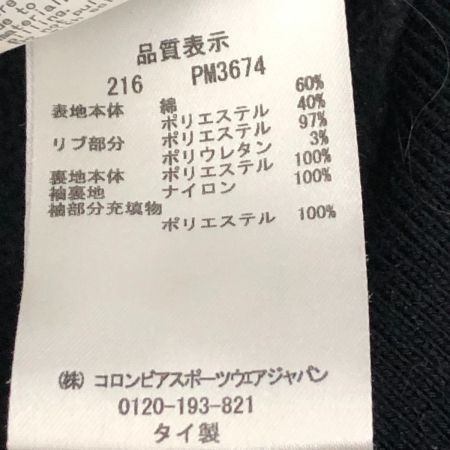 品質表示
216 PM3674
表地本体 綿 60%
ポリエステル 40%
リブ部分 ポリエステル 97%
ポリウレタン 3%
裏地本体 ポリエステル 100%
袖裏地 ナイロン 100%
袖部分充填物
ポリエステル 100%
(株) コロンビアスポーツウエアジャパン
0120-193-821
タイ製